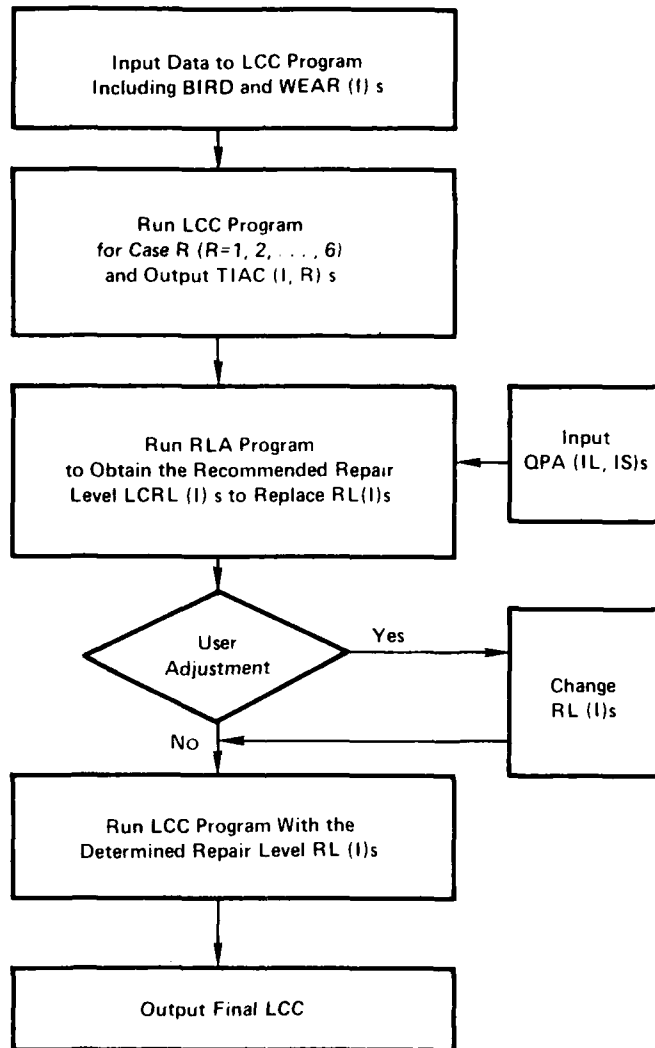 Input Data to LCC Program
Including BIRD and WEAR (I) s
Run LCC Program
for Case R (R=1, 2, . . . , 6)
and Output TIAC (I, R) s
Run RLA Program
to Obtain the Recommended Repair
Level LCRL (I) s to Replace RL(I)s
Input
QPA (IL, IS)s
User
Adjustment
Yes
Change
RL (I)s
No
Run LCC Program With the
Determined Repair Level RL (I)s
Output Final LCC